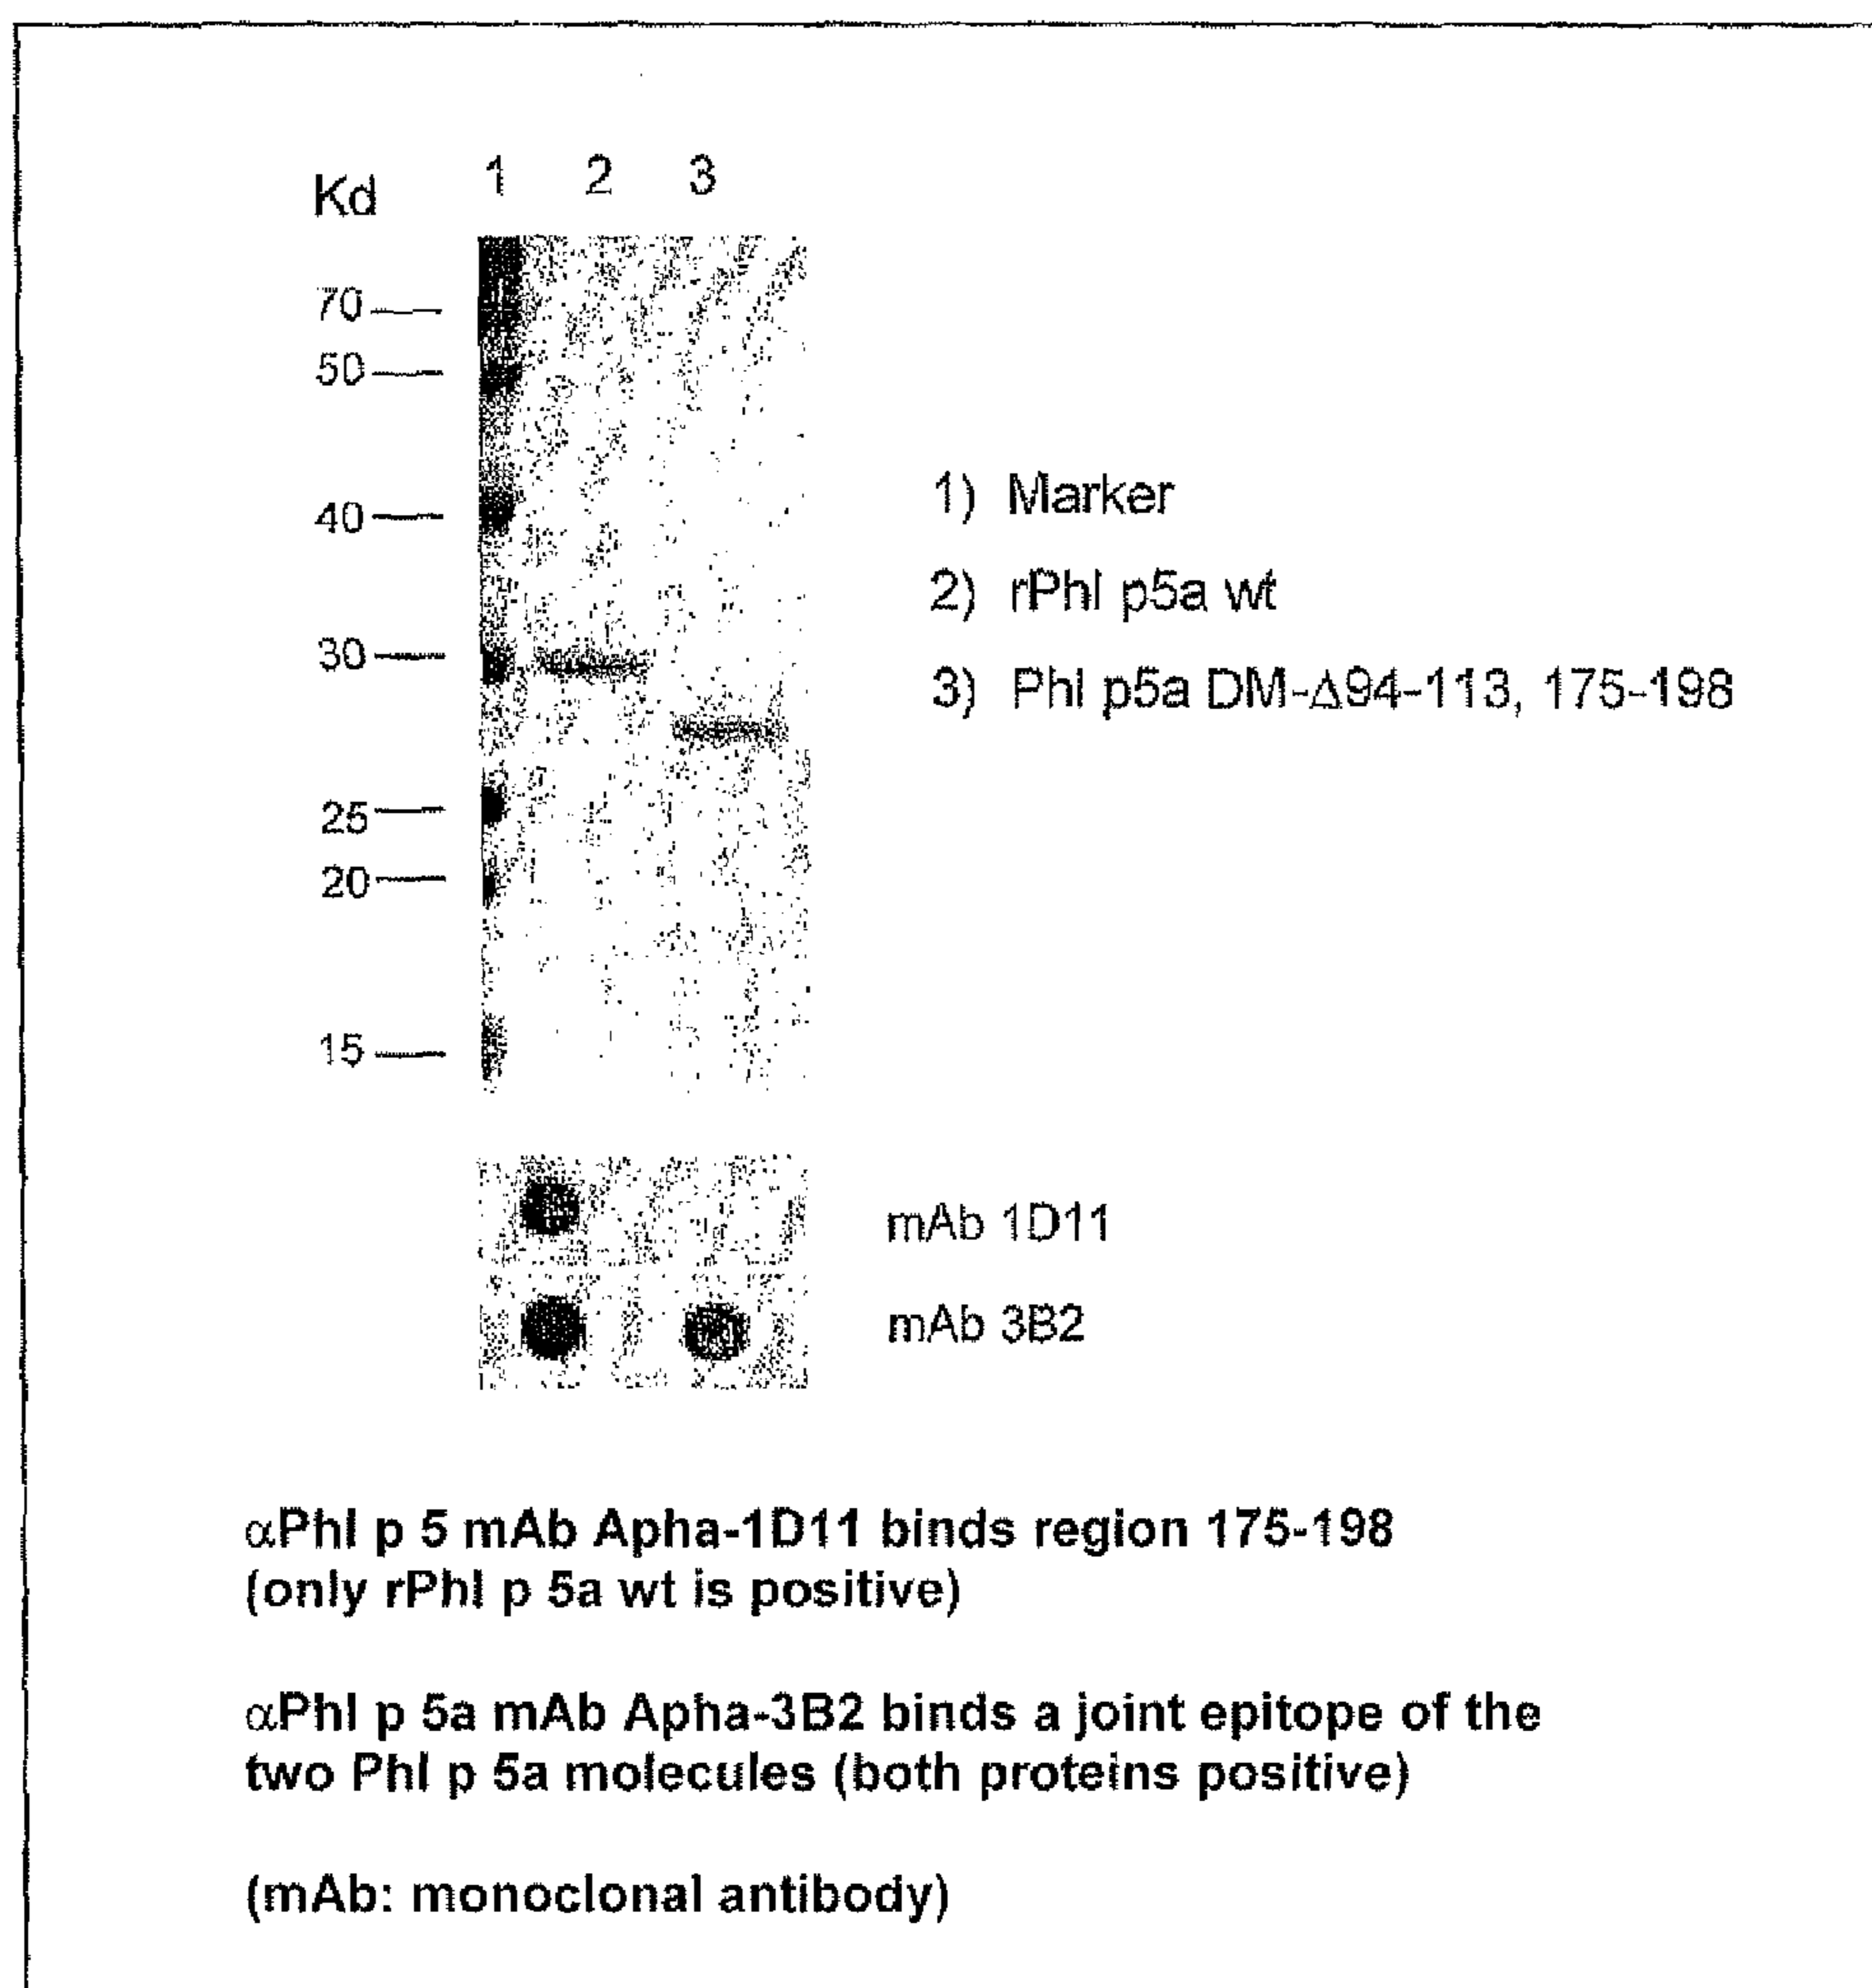 Kd 1 2 3
70
50
40
30
25
20
15
1) Marker
2) rPhl p5a wt
3) Phl p5a DM-Δ94-113, 175-198
mAb 1D11
mAb 3B2
αPhl p 5 mAb Apha-1D11 binds region 175-198
(only rPhl p 5a wt is positive)
αPhl p 5a mAb Apha-3B2 binds a joint epitope of the
two Phl p 5a molecules (both proteins positive)
(mAb: monoclonal antibody)